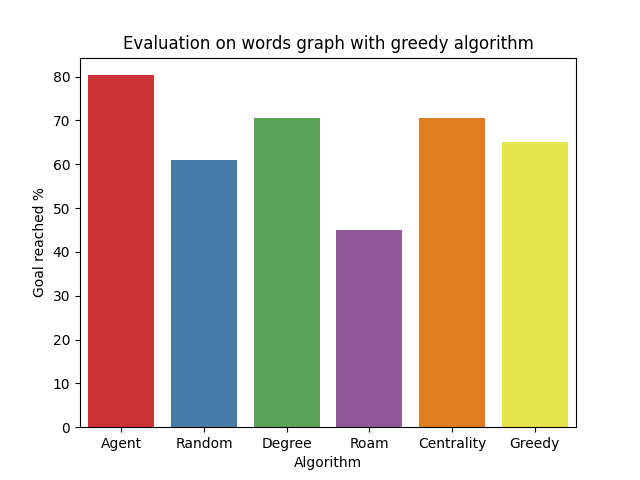 Evaluation on words graph with greedy algorithm
Goal reached %
80
70
60
50
40
30
20
10
0
Agent Random Degree Roam Centrality Greedy
Algorithm